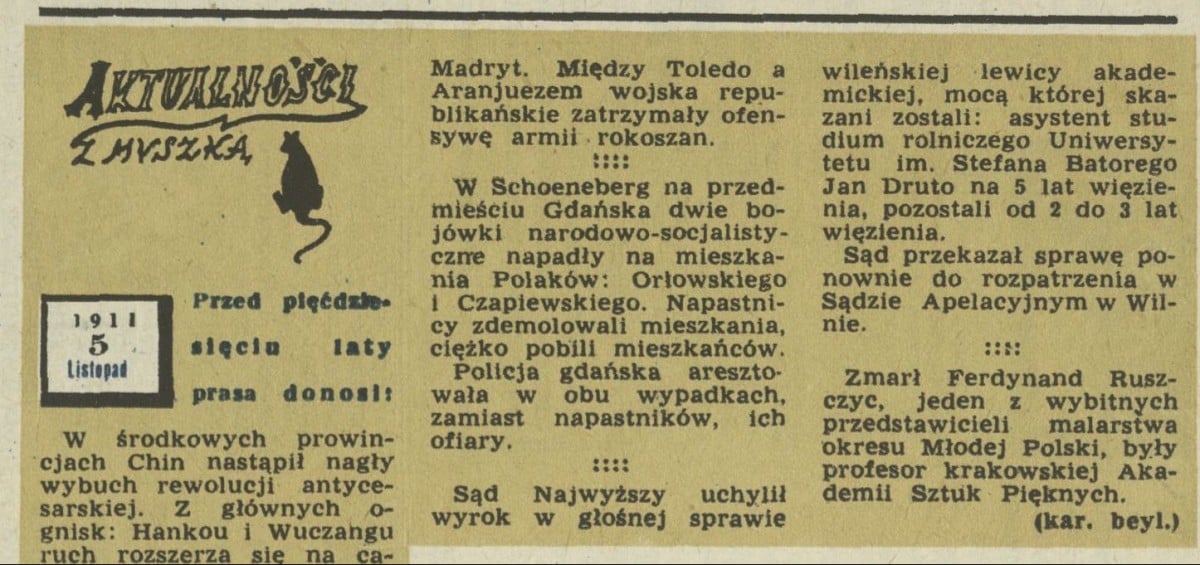 AKTUALNOŚCI
Z MYSZKĄ
1911
5
Listopad
Przed pięćdzie-
sięciu laty
prasa donosi:
W środkowych prowin-
cjach Chin nastąpił nagły
wybuch rewolucji antyce-
sarskiej. Z głównych o-
gnisk: Hankou i Wuczangu
ruch rozszerza się na ca-
Madryt. Między Toledo a
Aranjuezem wojska repu-
blikańskie zatrzymały ofen-
sywę armii rokoszan.
::::
W Schoeneberg na przed-
mieściu Gdańska dwie bo-
jówki narodowo-socjalisty-
czne napadły na mieszka-
nia Polaków: Orłowskiego
i Czapiewskiego. Napastni-
cy zdemolowali mieszkania,
ciężko pobili mieszkańców.
Policja gdańska areszto-
wała w obu wypadkach,
zamiast napastników, ich
ofiary.
::::
Sąd Najwyższy uchylił
wyrok w głośnej sprawie
wileńskiej lewicy akade-
mickiej, mocą której ska-
zani zostali: asystent stu-
dium rolniczego Uniwersy-
tetu im. Stefana Batorego
Jan Druto na 5 lat więzie-
nia, pozostali od 2 do 3 lat
więzienia.
Sąd przekazał sprawę po-
nownie do rozpatrzenia w
Sądzie Apelacyjnym w Wil-
nie.
::::
Zmarł Ferdynand Rusz-
czyc, jeden z wybitnych
przedstawicieli malarstwa
okresu Młodej Polski, były
profesor krakowskiej Aka-
demii Sztuk Pięknych.
(kar. beyl.)